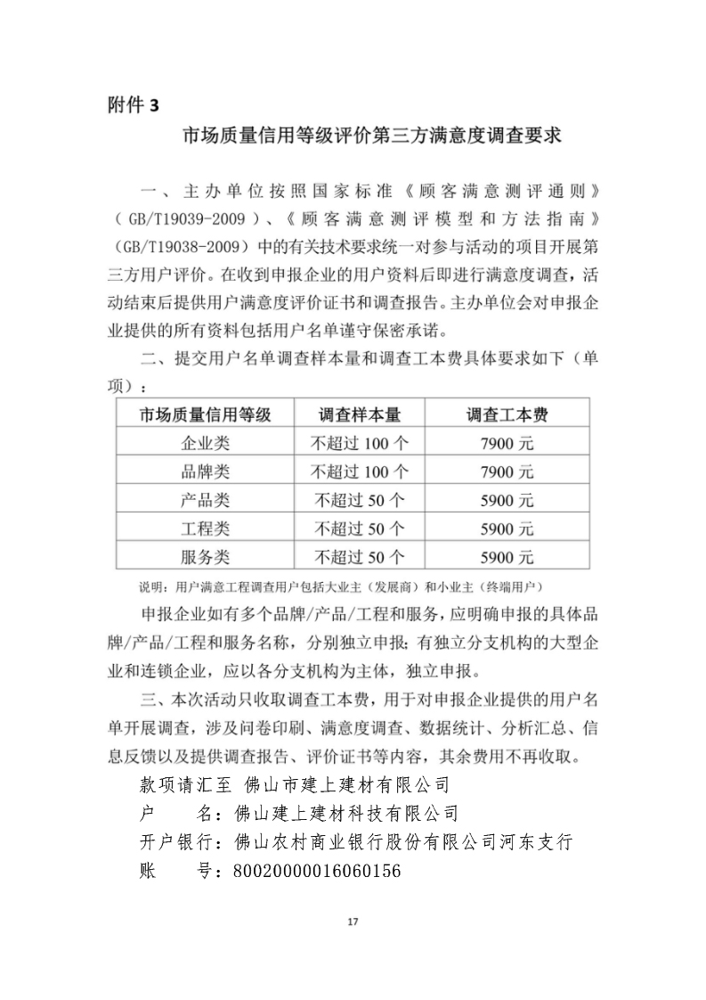 附件 3
市场质量信用等级评价第三方满意度调查要求
一、主办单位按照国家标准《顾客满意测评通则》
（GB/T19039-2009）、《顾客满意测评模型和方法指南》
（GB/T19038-2009）中的有关技术要求统一对参与活动的项目开展第
三方用户评价。在收到申报企业的用户资料后即进行满意度调查，活
动结束后提供用户满意度评价证书和调查报告。主办单位会对申报企
业提供的所有资料包括用户名单谨守保密承诺。
二、提交用户名单调查样本量和调查工本费具体要求如下（单
项）：
市场质量信用等级 调查样本量 调查工本费
企业类 不超过 100 个 7900 元
品牌类 不超过 100 个 7900 元
产品类 不超过 50 个 5900 元
工程类 不超过 50 个 5900 元
服务类 不超过 50 个 5900 元
说明：用户满意工程调查用户包括大业主（发展商）和小业主（终端用户）
申报企业如有多个品牌/产品/工程和服务，应明确申报的具体品
牌/产品/工程和服务名称，分别独立申报；有独立分支机构的大型企
业和连锁企业，应以各分支机构为主体，独立申报。
三、本次活动只收取调查工本费，用于对申报企业提供的用户名
单开展调查，涉及问卷印刷、满意度调查、数据统计、分析汇总、信
息反馈以及提供调查报告、评价证书等内容，其余费用不再收取。
款项请汇至 佛山市建上建材有限公司
户 名：佛山建上建材科技有限公司
开户银行：佛山农村商业银行股份有限公司河东支行
账 号：80020000016060156
17